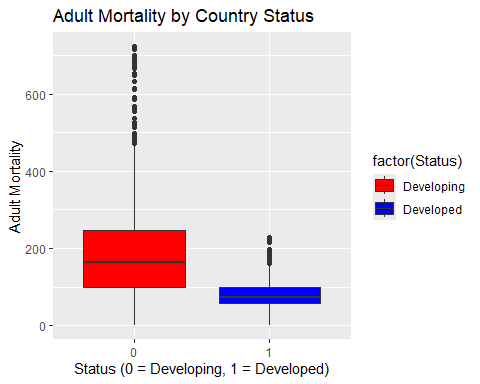 Adult Mortality by Country Status
Adult Mortality
600
400
200
0
0
1
Status (0 = Developing, 1 = Developed)
factor(Status)
Developing
Developed